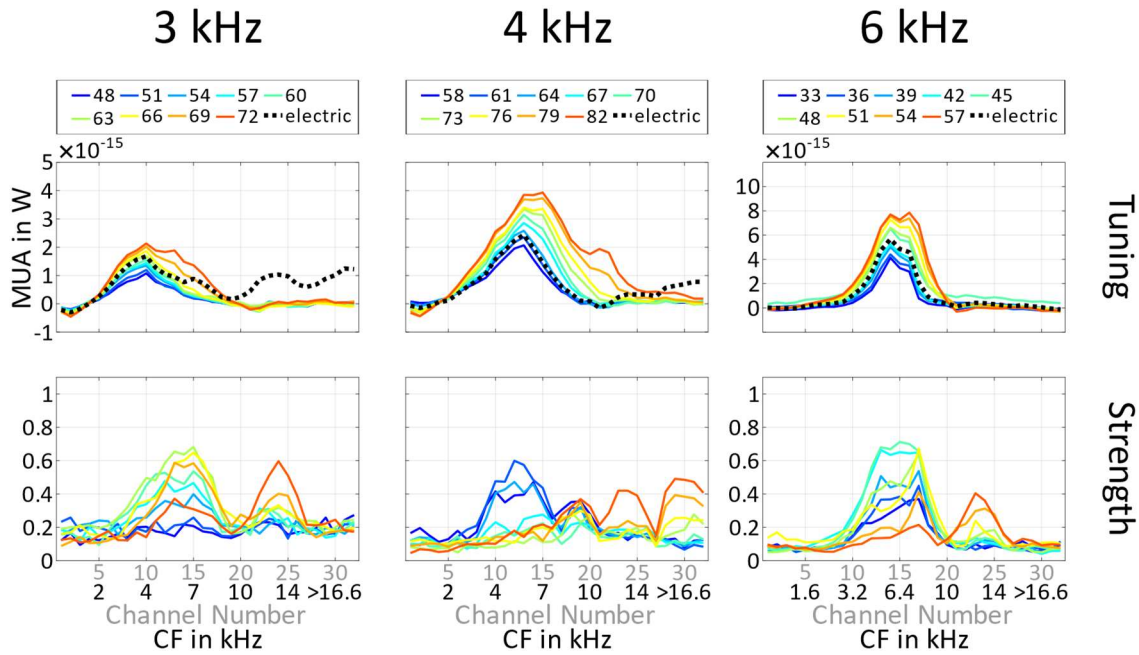 3 kHz 4 kHz 6 kHz
48 51 54 57 60
63 66 69 72 electric
58 61 64 67 70
73 76 79 82 electric
33 36 39 42 45
48 51 54 57 electric
×10⁻¹⁵
5
4
3
2
1
0
-1
MUA in W
×10⁻¹⁵
10
8
6
4
2
0
Tuning
1
0.8
0.6
0.4
0.2
0
Strength
5 10 15 20 25 30
2 4 7 10 14 >16.6
Channel Number
CF in kHz
5 10 15 20 25 30
2 4 7 10 14 >16.6
Channel Number
CF in kHz
5 10 15 20 25 30
1.6 3.2 6.4 10 14 >16.6
Channel Number
CF in kHz